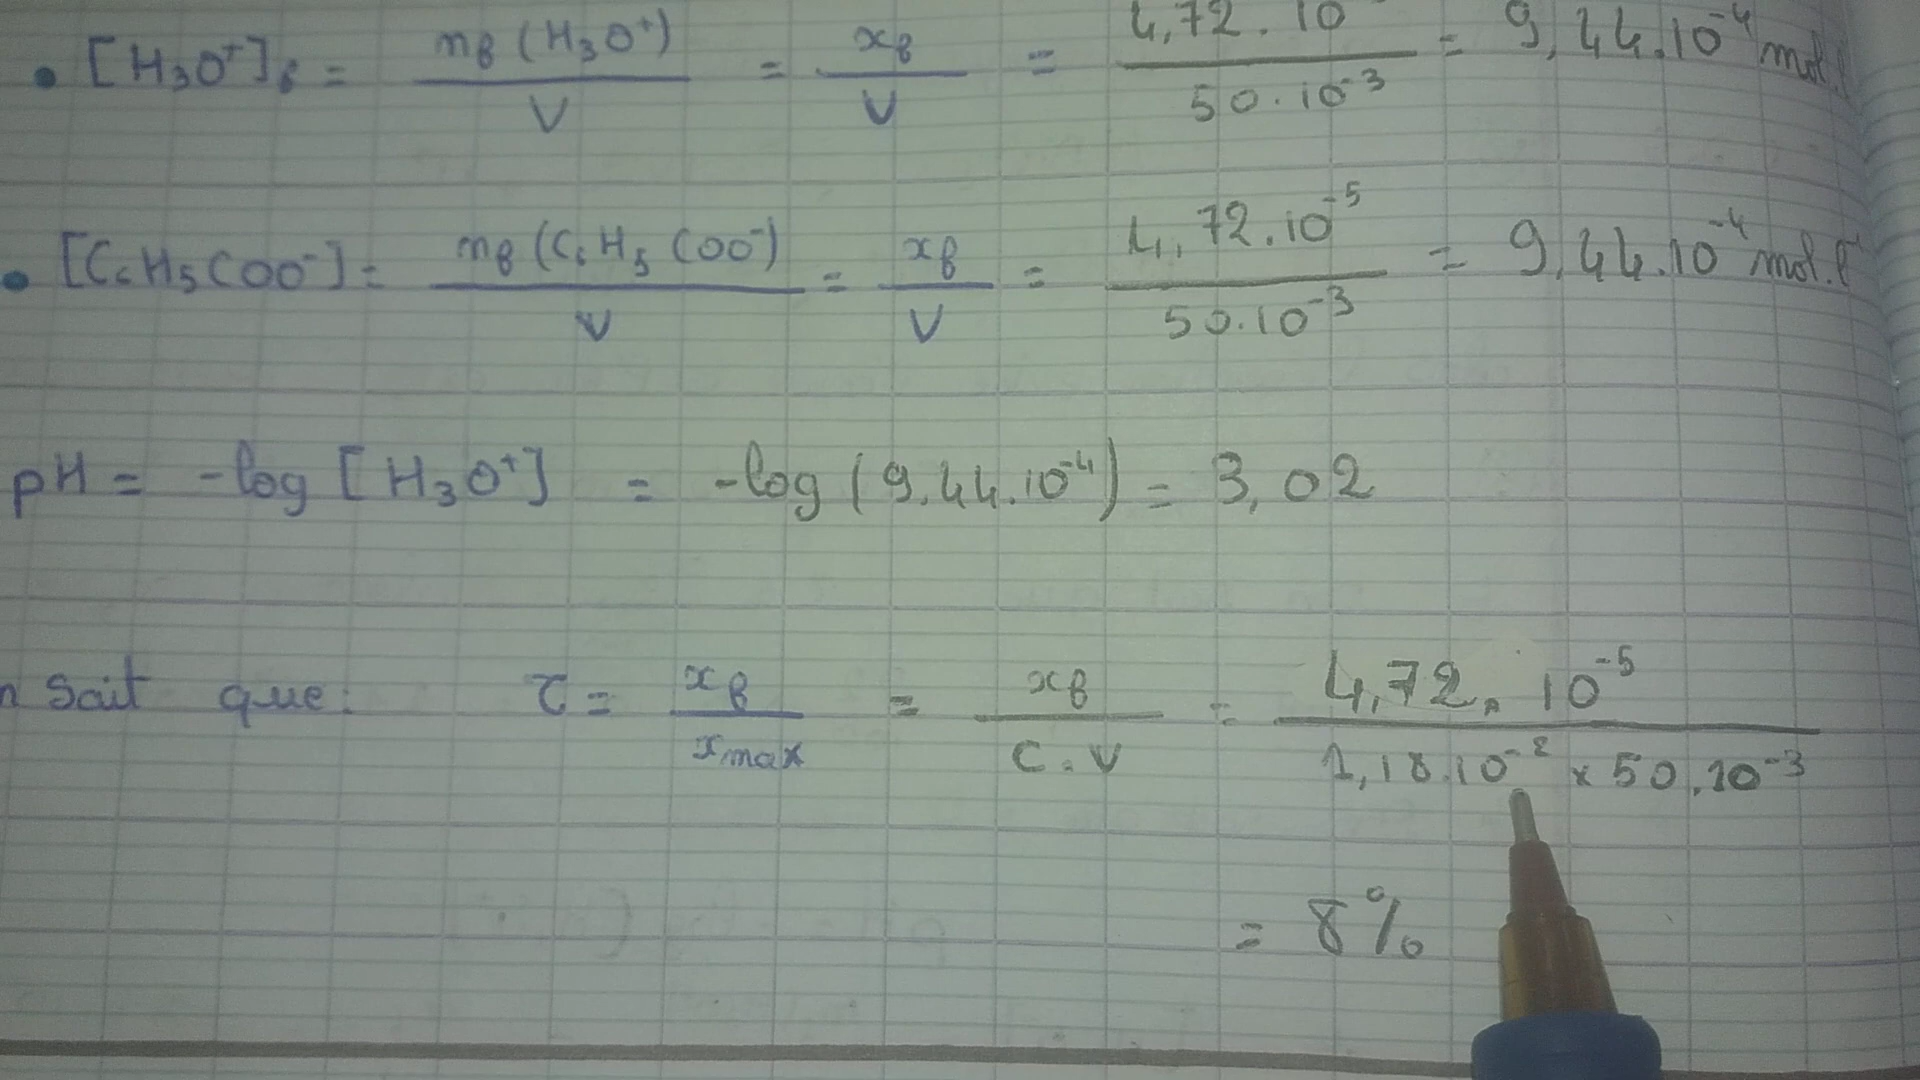 • [H₃O⁺]f = nf (H₃O⁺) / V = xf / V = 4,72.10 / 50.10⁻³ = 9,44.10⁻⁴ mol.
• [C₆H₅COO⁻] = nf (C₆H₅COO⁻) / V = xf / V = 4,72.10⁻⁵ / 50.10⁻³ = 9,44.10⁻⁴ mol.l⁻
pH = -log [H₃O⁺] = -log (9,44.10⁻⁴) = 3,02
n sait que: τ = xf / xmax = xf / C.V = 4,72.10⁻⁵ / 1,18.10⁻² × 50.10⁻³
= 8%